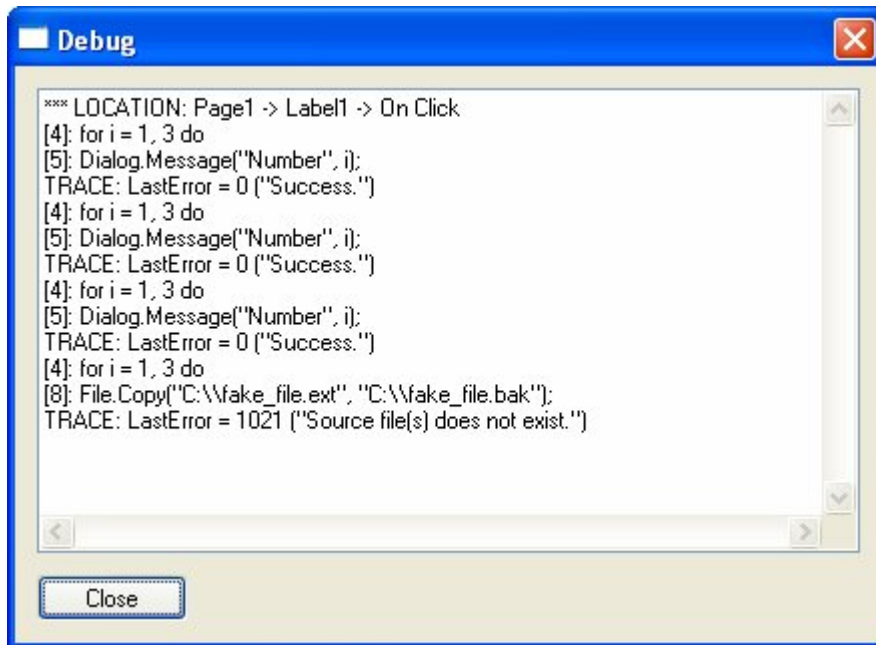 Debug
*** LOCATION: Page1 -> Label1 -> On Click
[4]: for i = 1, 3 do
[5]: Dialog.Message("Number", i);
TRACE: LastError = 0 ("Success.")
[4]: for i = 1, 3 do
[5]: Dialog.Message("Number", i);
TRACE: LastError = 0 ("Success.")
[4]: for i = 1, 3 do
[5]: Dialog.Message("Number", i);
TRACE: LastError = 0 ("Success.")
[4]: for i = 1, 3 do
[8]: File.Copy("C:\\fake_file.ext", "C:\\fake_file.bak");
TRACE: LastError = 1021 ("Source file(s) does not exist.")
Close